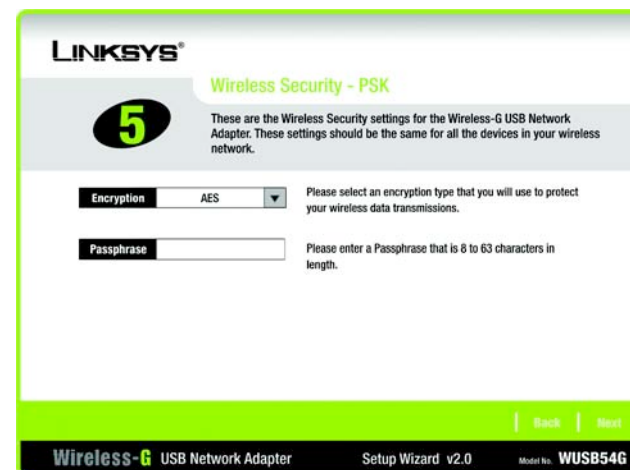 LINKSYS®
Wireless Security - PSK
5
These are the Wireless Security settings for the Wireless-G USB Network
Adapter. These settings should be the same for all the devices in your wireless
network.
Encryption AES Please select an encryption type that you will use to protect
your wireless data transmissions.
Passphrase Please enter a Passphrase that is 8 to 63 characters in
length.
Back Next
Wireless-G USB Network Adapter Setup Wizard v2.0 Model No. WUSB54G